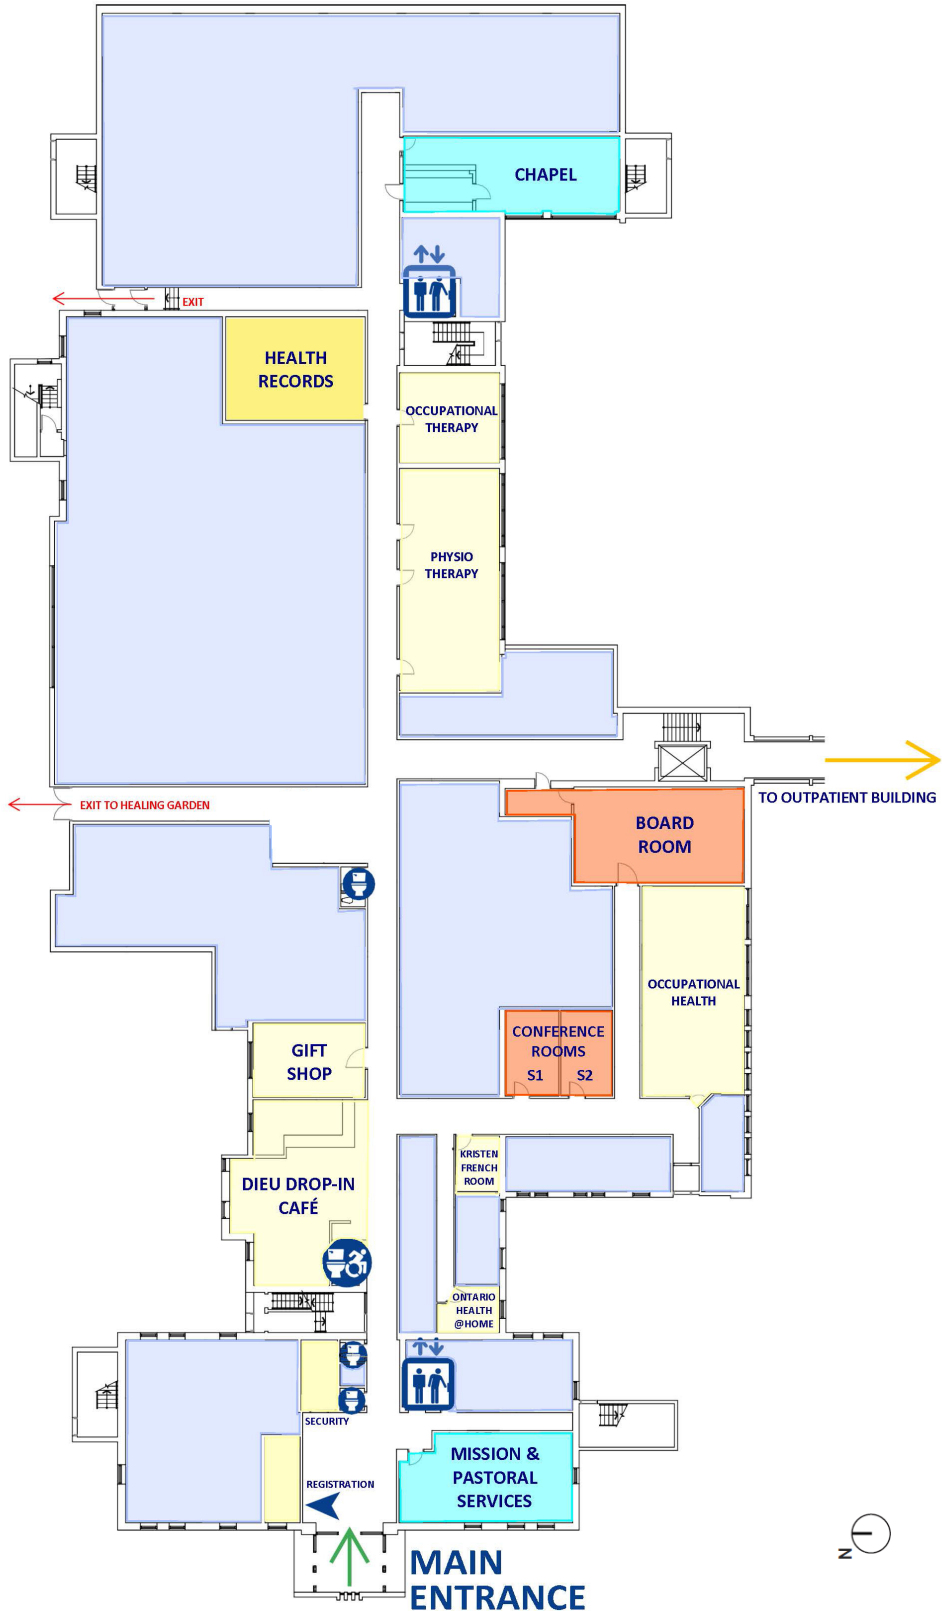 CHAPEL
EXIT
HEALTH
RECORDS
OCCUPATIONAL
THERAPY
PHYSIO
THERAPY
TO OUTPATIENT BUILDING
EXIT TO HEALING GARDEN
BOARD
ROOM
OCCUPATIONAL
HEALTH
CONFERENCE
ROOMS
S1 S2
GIFT
SHOP
KRISTEN
FRENCH
ROOM
DIEU DROP-IN
CAFÉ
ONTARIO
HEALTH
@HOME
SECURITY
MISSION &
PASTORAL
SERVICES
REGISTRATION
MAIN
ENTRANCE
N